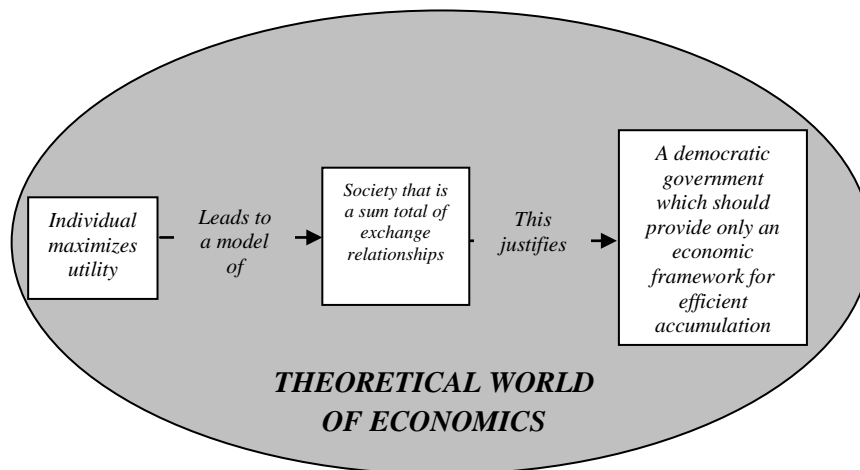 Individual
maximizes
utility
Leads to
a model
of
Society that is
a sum total of
exchange
relationships
This
justifies
A democratic
government
which should
provide only an
economic
framework for
efficient
accumulation
THEORETICAL WORLD
OF ECONOMICS